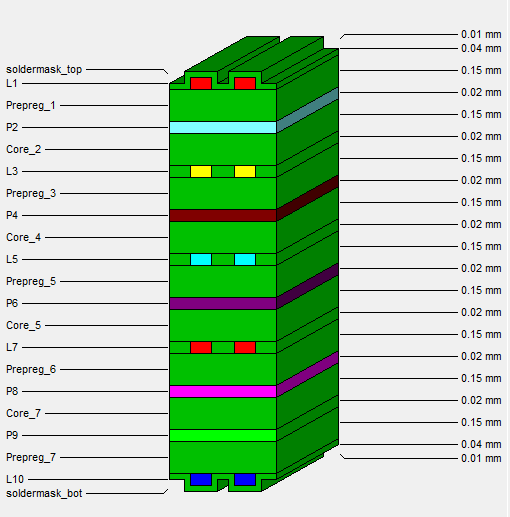 0.01 mm
0.04 mm
soldermask_top
0.15 mm
L1
0.02 mm
Prepreg_1
0.15 mm
P2
0.02 mm
Core_2
0.15 mm
L3
0.02 mm
Prepreg_3
0.15 mm
P4
0.02 mm
Core_4
0.15 mm
L5
0.02 mm
Prepreg_5
0.15 mm
P6
0.02 mm
Core_5
0.15 mm
L7
0.02 mm
Prepreg_6
0.15 mm
P8
0.02 mm
Core_7
0.15 mm
P9
0.04 mm
Prepreg_7
0.01 mm
L10
soldermask_bot